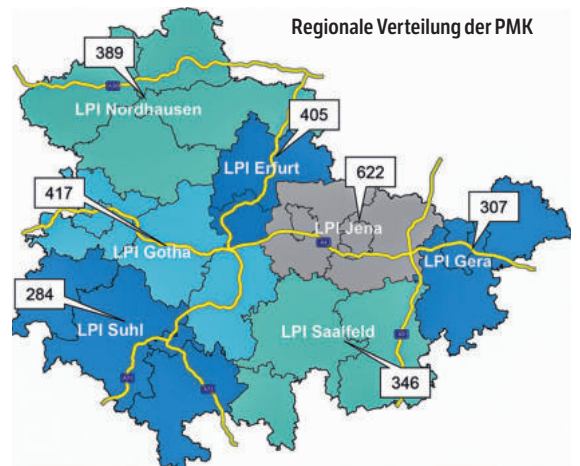 Regionale Verteilung der PMK
389
LPI Nordhausen
405
LPI Erfurt
622
417
LPI Jena
307
LPI Gotha
LPI Gera
284
LPI Suhl
LPI Saalfeld
346